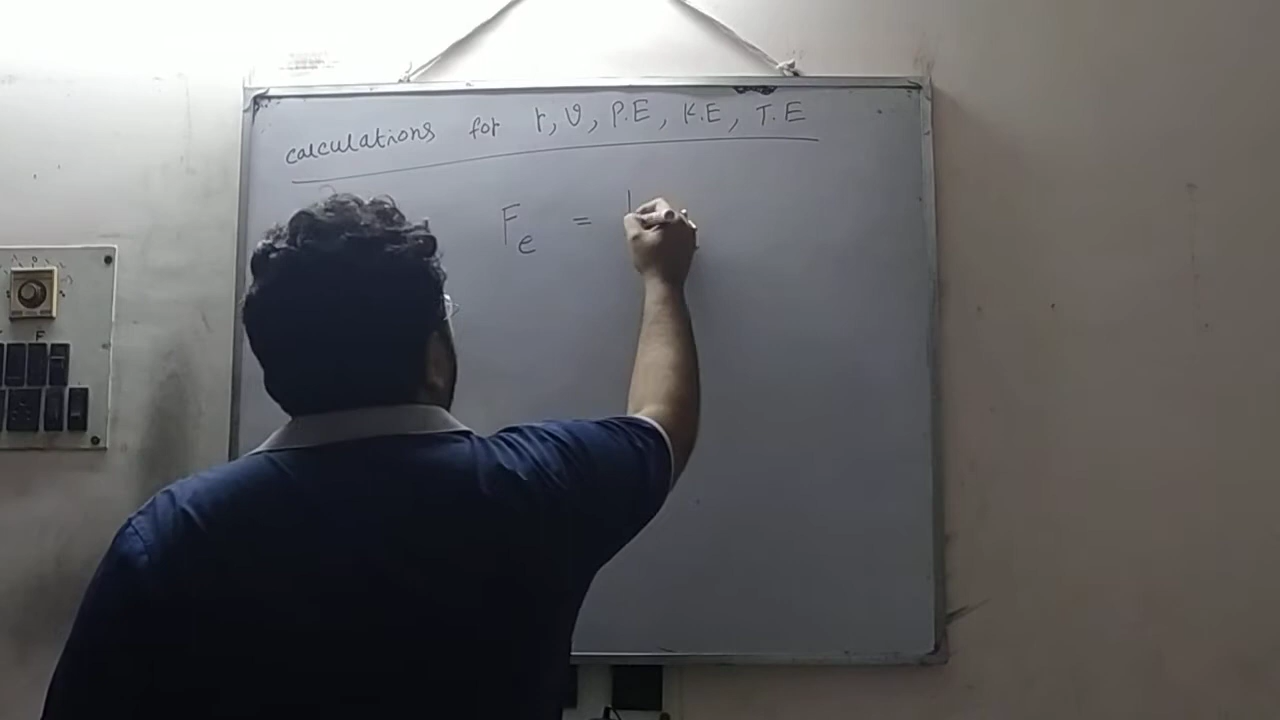 calculations for r, v, P.E, K.E, T.E
F
Fe =